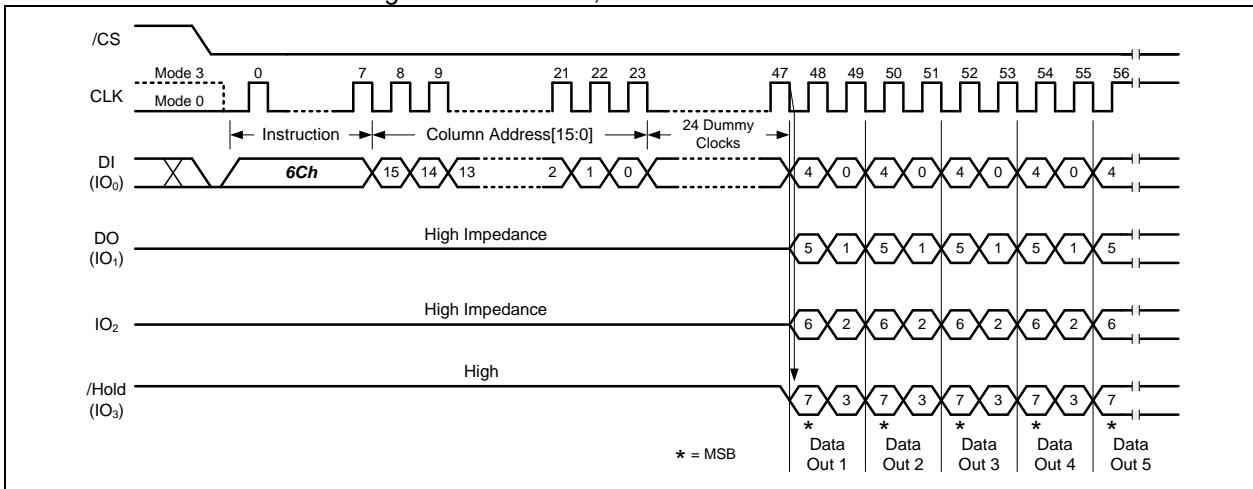 /CS
Mode 3
Mode 0
CLK
0 7 8 9 21 22 23 47 48 49 50 51 52 53 54 55 56
Instruction
Column Address[15:0]
24 Dummy
Clocks
DI
(IO₀)
6Ch 15 14 13 2 1 0 4 0 4 0 4 0 4 0 4
DO
(IO₁)
High Impedance
5 1 5 1 5 1 5 1 5
IO₂
High Impedance
6 2 6 2 6 2 6 2 6
/Hold
(IO₃)
High
7 3 7 3 7 3 7 3 7
* * * * *
* = MSB
Data Data Data Data Data
Out 1 Out 2 Out 3 Out 4 Out 5